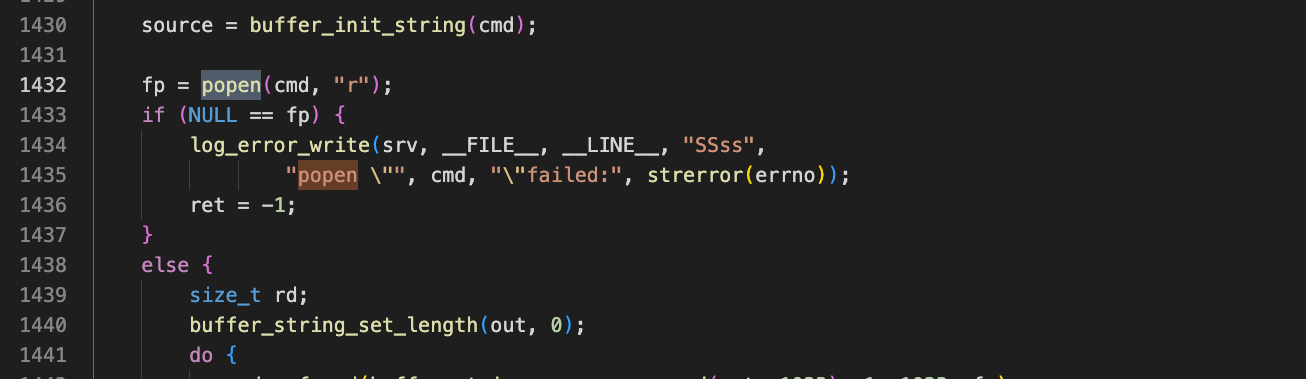 1430 source = buffer_init_string(cmd);
1431
1432 fp = popen(cmd, "r");
1433 if (NULL == fp) {
1434 log_error_write(srv, __FILE__, __LINE__, "SSss",
1435 "popen \"", cmd, "\"failed:", strerror(errno));
1436 ret = -1;
1437 }
1438 else {
1439 size_t rd;
1440 buffer_string_set_length(out, 0);
1441 do {